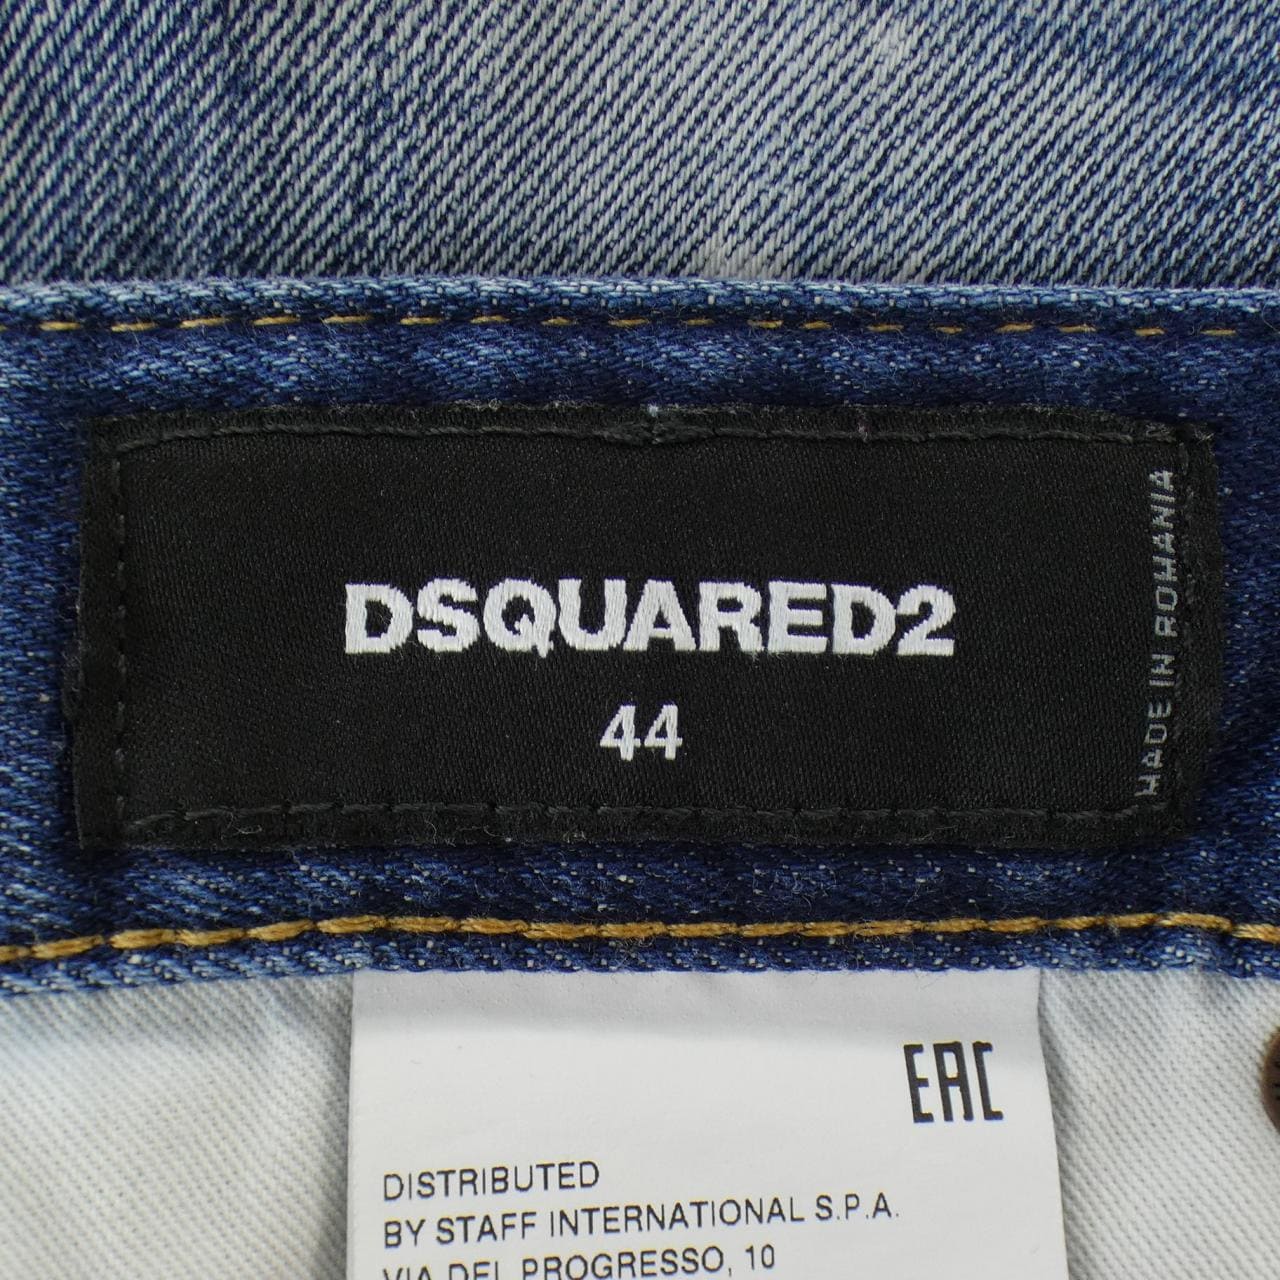 DSQUARED2
44
MADE IN ROMANIA
EAC
DISTRIBUTED
BY STAFF INTERNATIONAL S.P.A.
VIA DEL PROGRESSO, 10